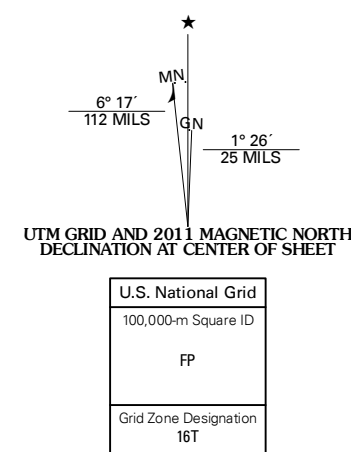 ★
M.N.
6° 17´
112 MILS
GN
1° 26´
25 MILS
UTM GRID AND 2011 MAGNETIC NORTH
DECLINATION AT CENTER OF SHEET
U.S. National Grid
100,000-m Square ID
FP
Grid Zone Designation
16T